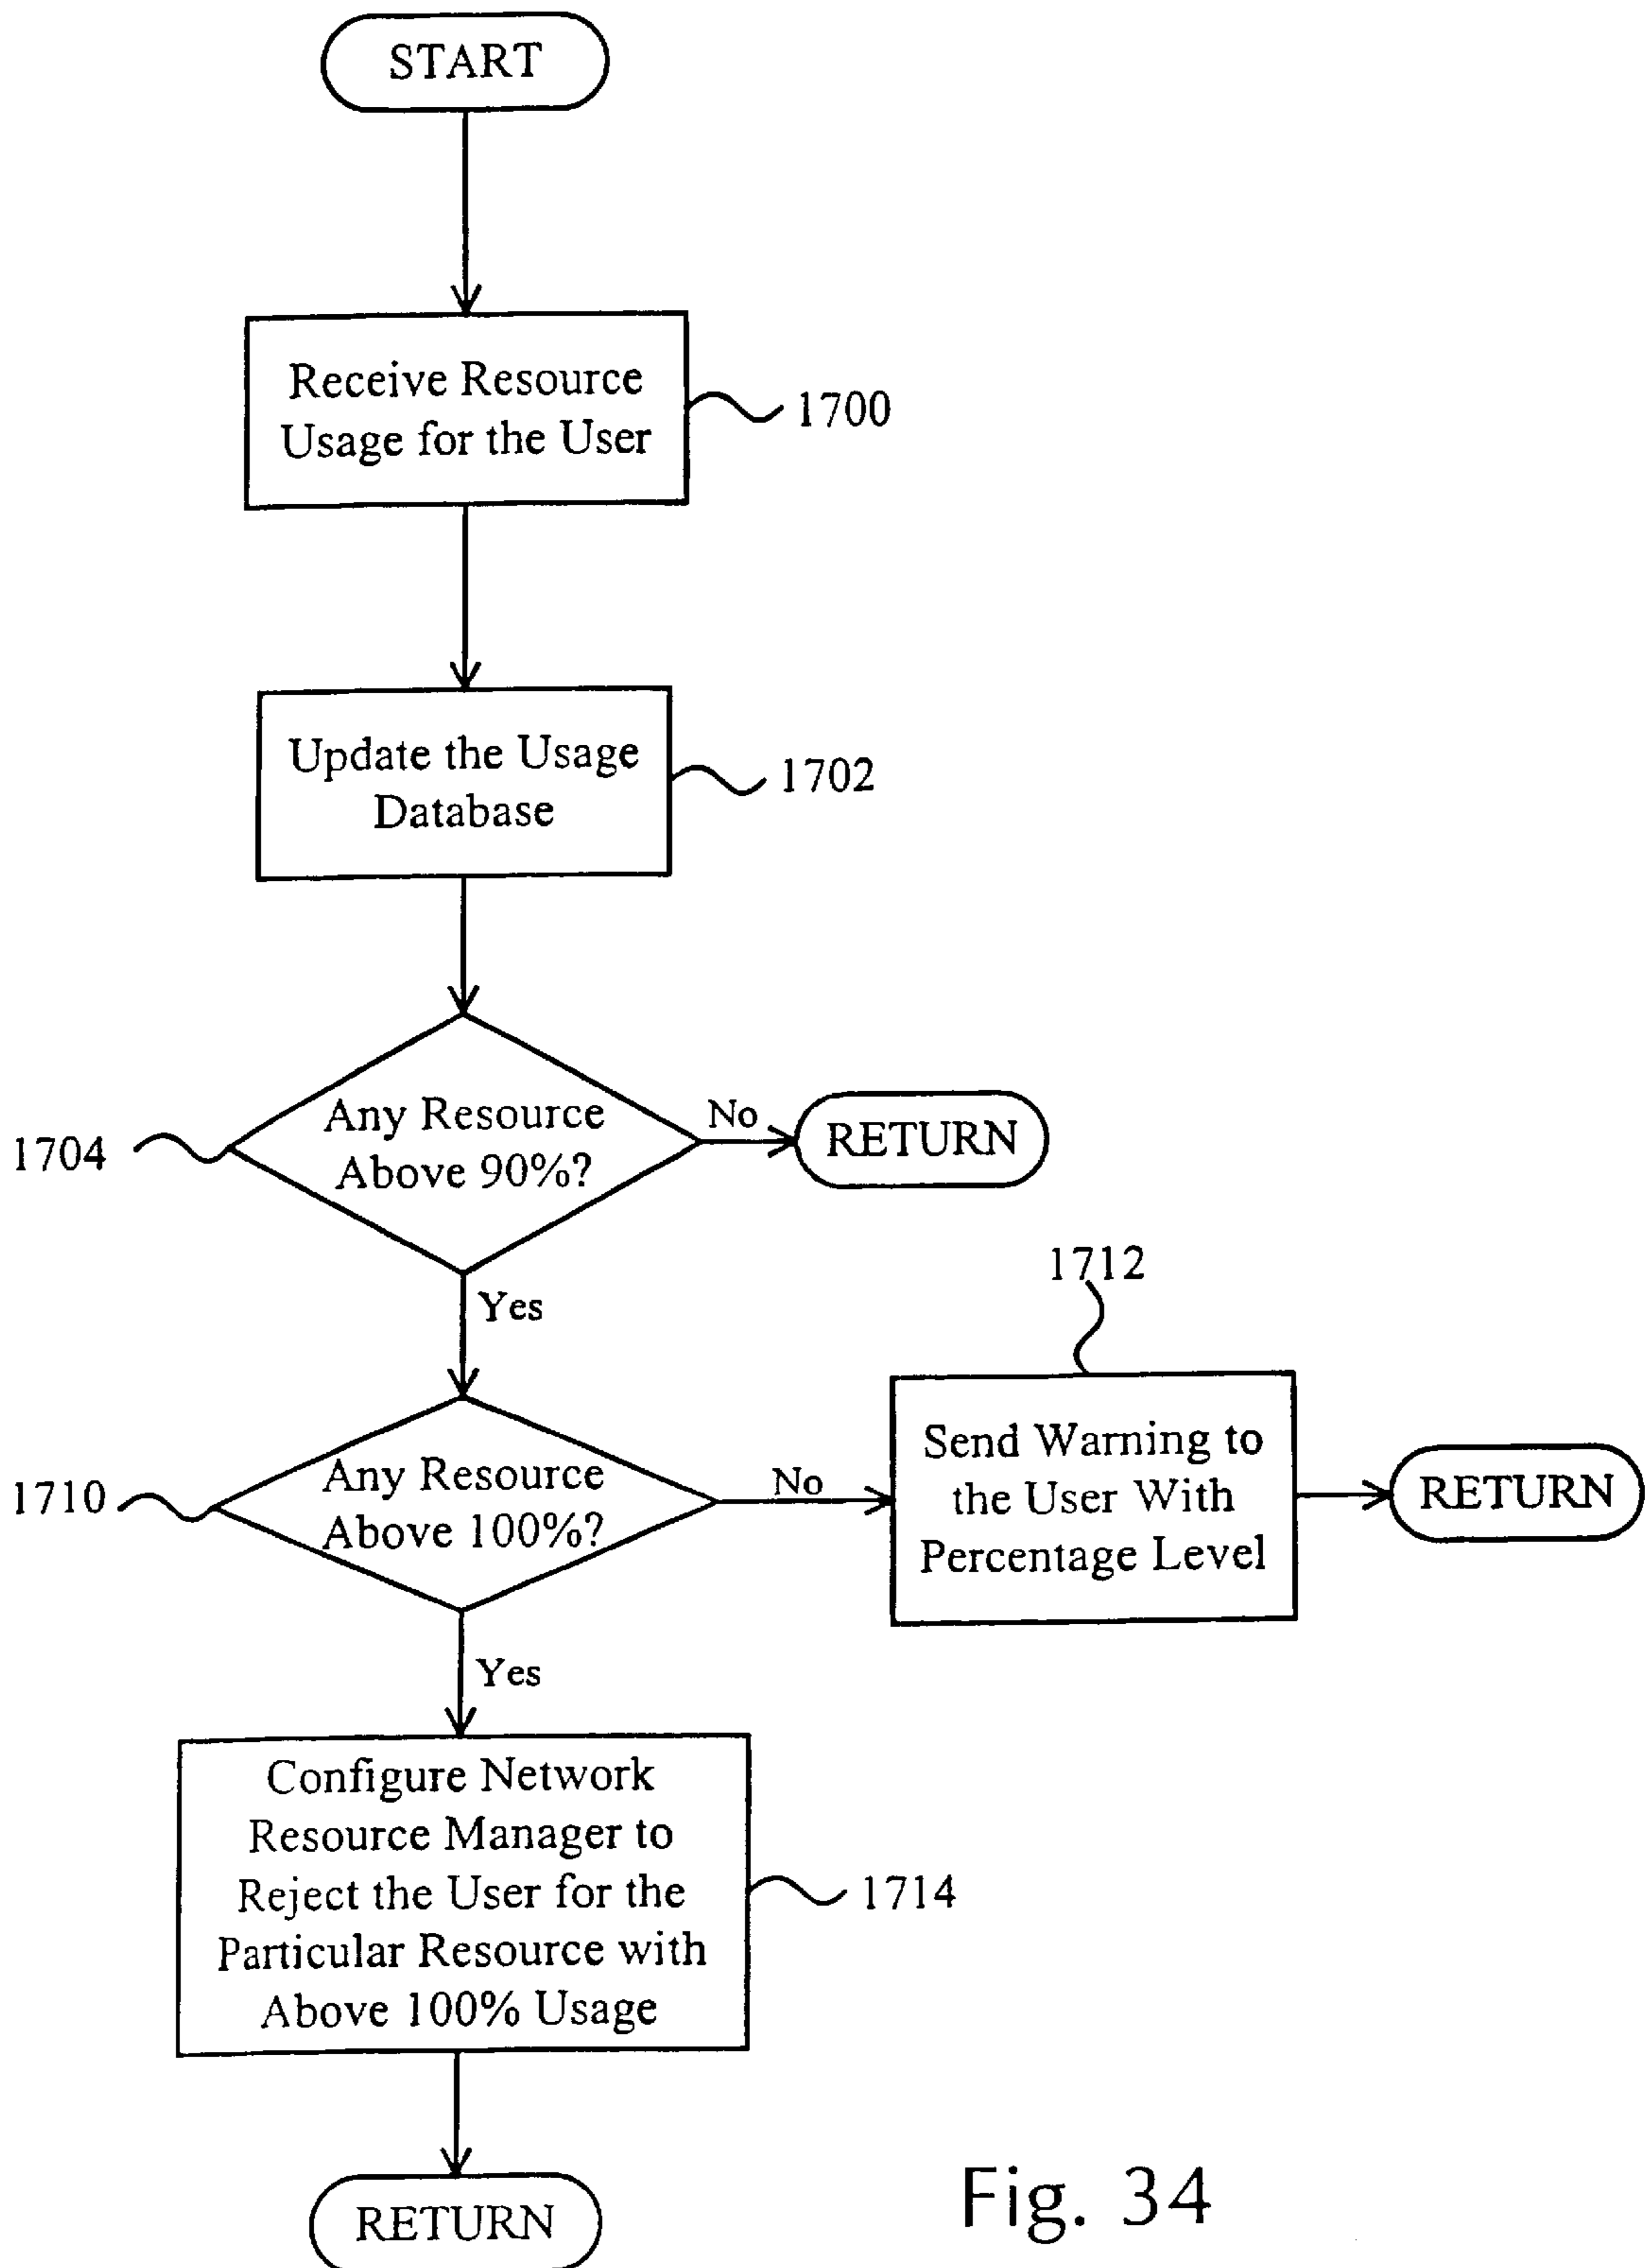 START
Receive Resource
Usage for the User
1700
Update the Usage
Database
1702
1704
Any Resource
Above 90%?
No
RETURN
Yes
1710
Any Resource
Above 100%?
No
1712
Send Warning to
the User With
Percentage Level
RETURN
Yes
Configure Network
Resource Manager to
Reject the User for the
Particular Resource with
Above 100% Usage
1714
RETURN
Fig. 34